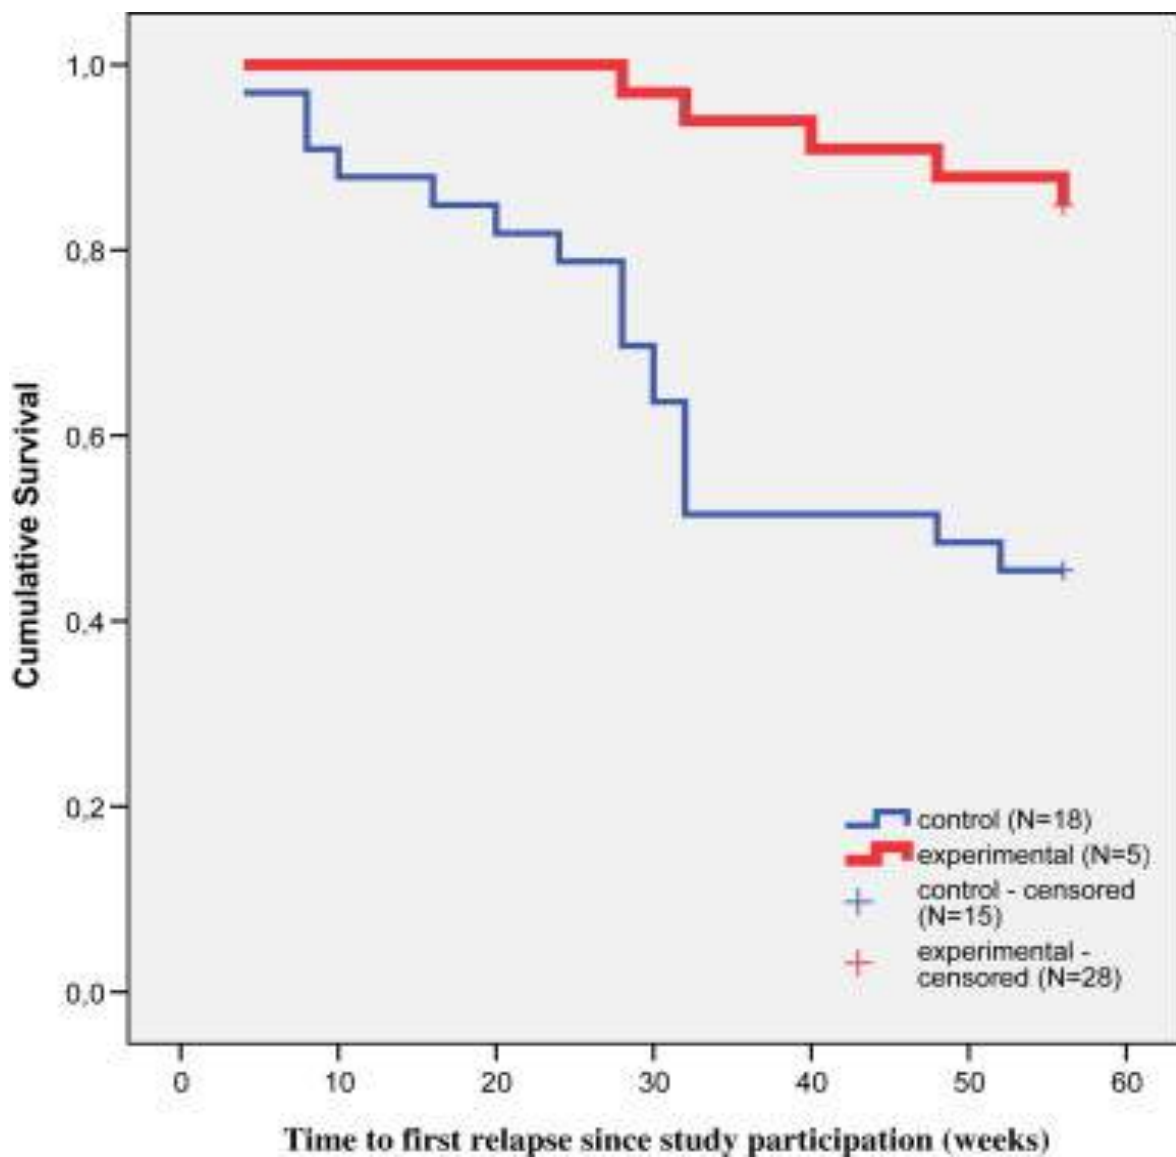 Cumulative Survival
1,0
0,8
0,6
0,4
0,2
0,0
control (N=18)
experimental (N=5)
control - censored
(N=15)
experimental -
censored (N=28)
0 10 20 30 40 50 60
Time to first relapse since study participation (weeks)